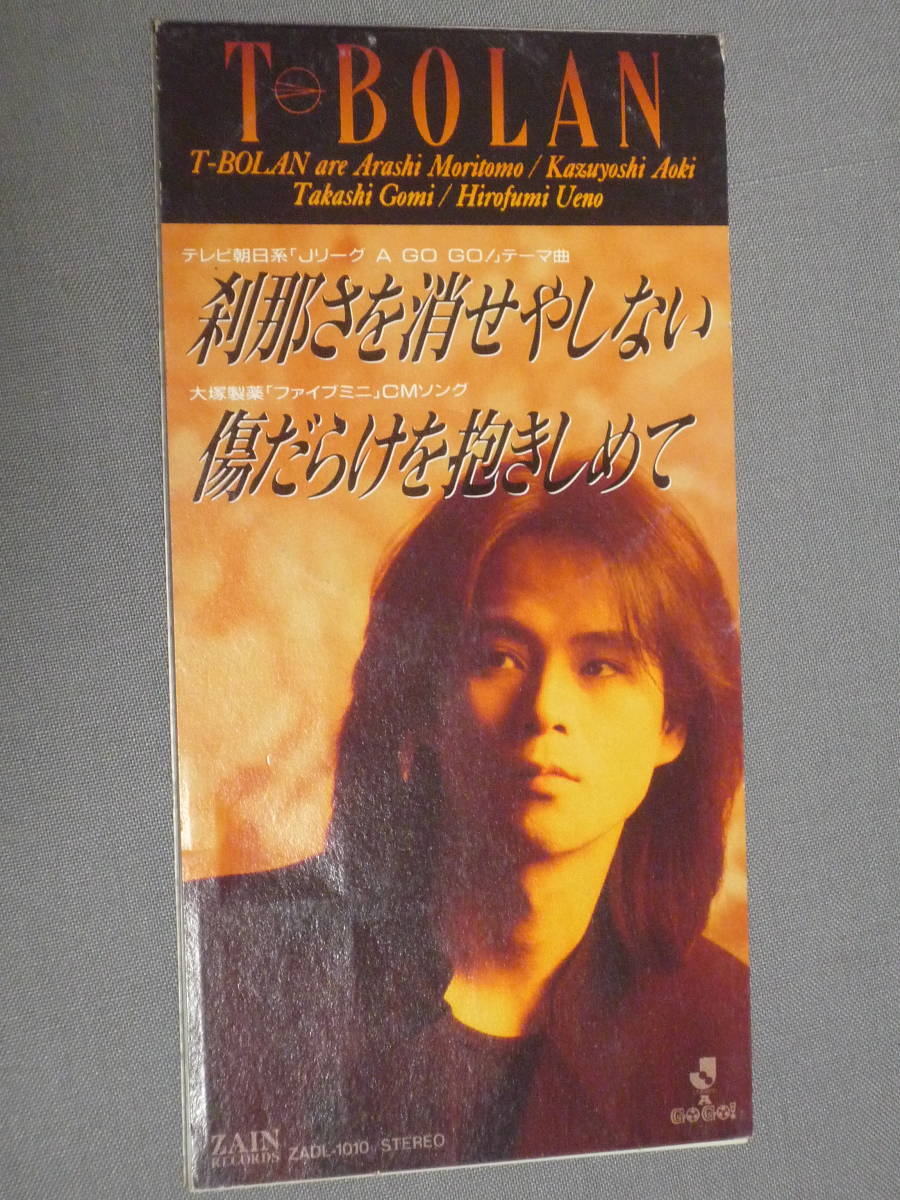 T-BOLAN
T-BOLAN are Arashi Moritomo / Kazuyoshi Aoki
Takashi Gomi / Hirofumi Ueno
テレビ朝日系「Jリーグ A GO GO!」テーマ曲
刹那さを消せやしない
大塚製薬「ファイブミニ」CMソング
傷だらけを抱きしめて
J
A
GO GO!
ZAIN
RECORDS ZADL-1010 STEREO